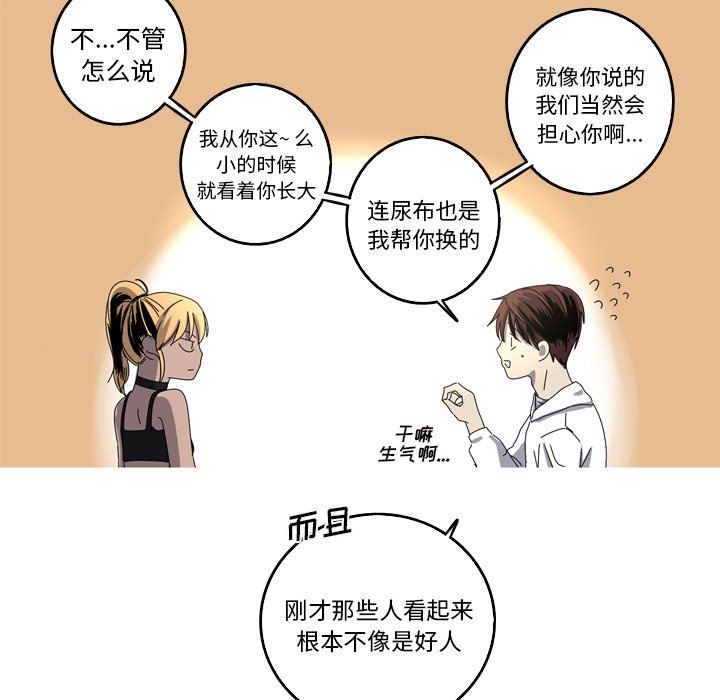 不...不管
怎么说
我从你这~么
小的时候
就看着你长大
连尿布也是
我帮你换的
就像你说的
我们当然会
担心你啊...
干嘛
生气啊...
而且
刚才那些人看起来
根本不像是好人